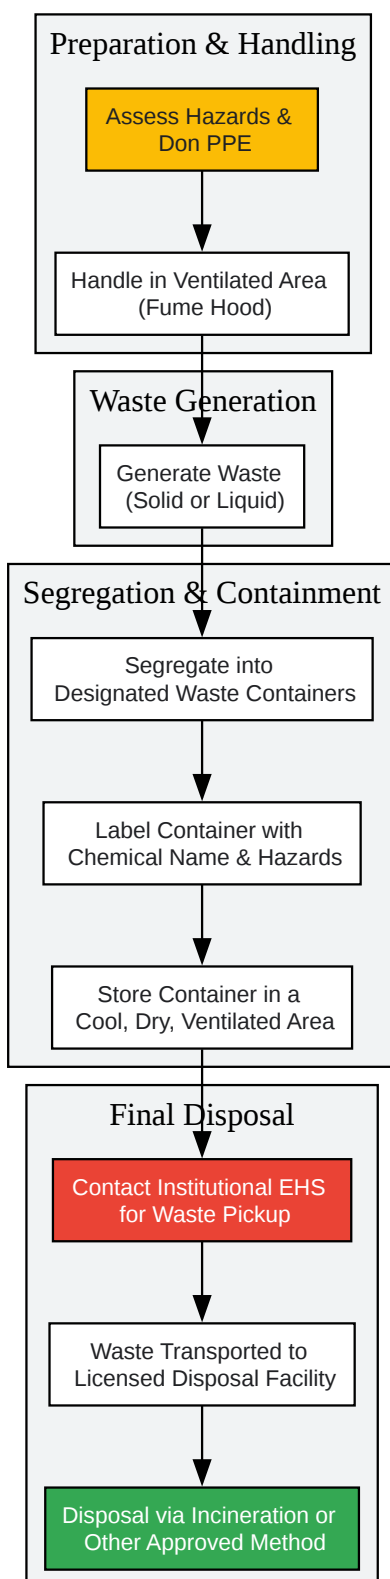 Preparation & Handling
Assess Hazards &
Don PPE
Handle in Ventilated Area
(Fume Hood)
Waste Generation
Generate Waste
(Solid or Liquid)
Segregation & Containment
Segregate into
Designated Waste Containers
Label Container with
Chemical Name & Hazards
Store Container in a
Cool, Dry, Ventilated Area
Final Disposal
Contact Institutional EHS
for Waste Pickup
Waste Transported to
Licensed Disposal Facility
Disposal via Incineration or
Other Approved Method